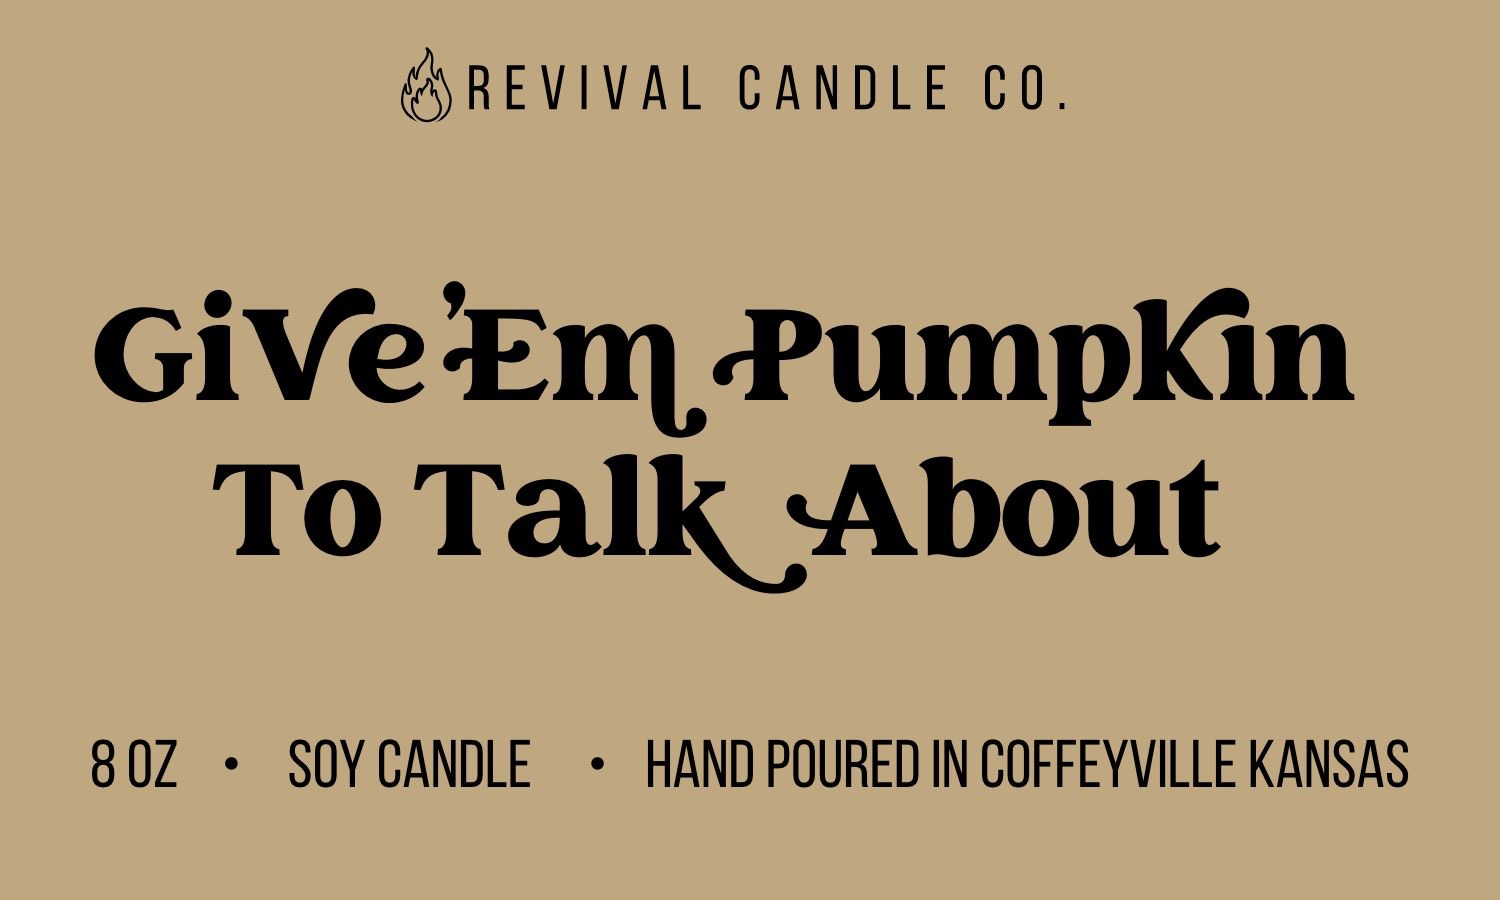 REVIVAL CANDLE CO.
GiVe 'Em Pumpkin
To Talk About
8 OZ • SOY CANDLE • HAND POURED IN COFFEYVILLE KANSAS